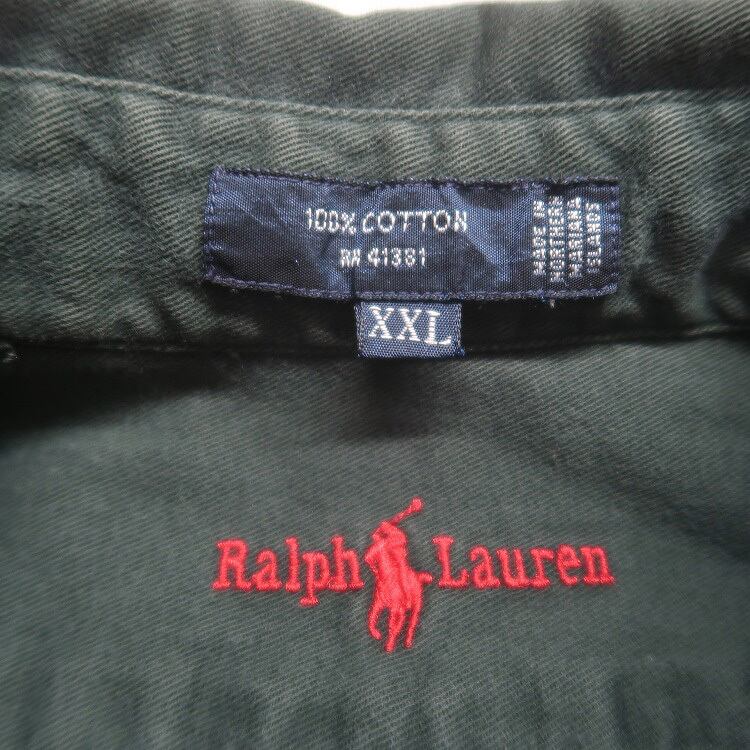 100% COTTON
RN 41381
MADE IN
NORTHERN
MARIANA
ISLANDS
XXL
Ralph Lauren